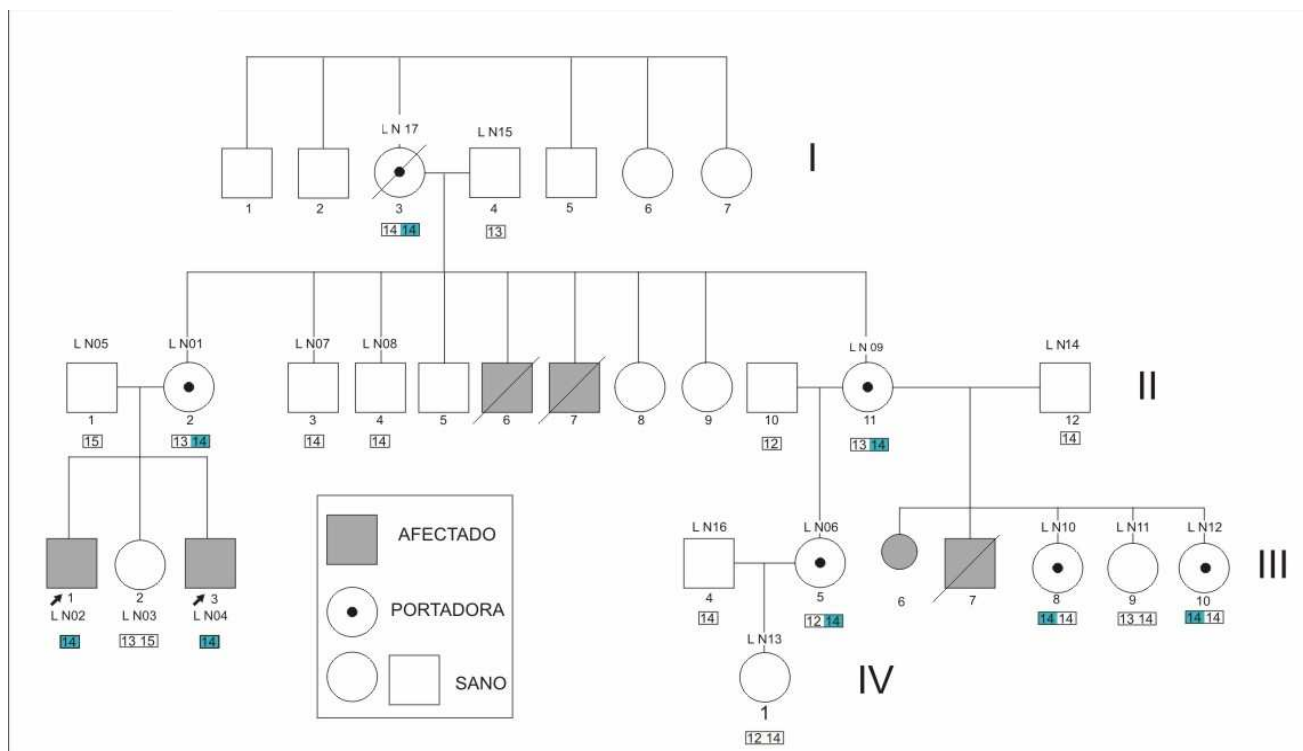 L N 17
L N15
I
1 2 3 4 5 6 7
14 14
13
L N05
L N01
L N07
L N08
L N 09
L N14
II
1 2 3 4 5 6 7 8 9 10 11 12
15
13 14
14
14
12
13 14
14
L N16
L N06
L N10
L N11
L N12
III
1 2 3 4 5 6 7 8 9 10
L N02
L N03
L N04
14
13 15
14
14
12 14
14 14
13 14
14 14
AFECTADO
PORTADORA
SANO
L N13
IV
1
12 14